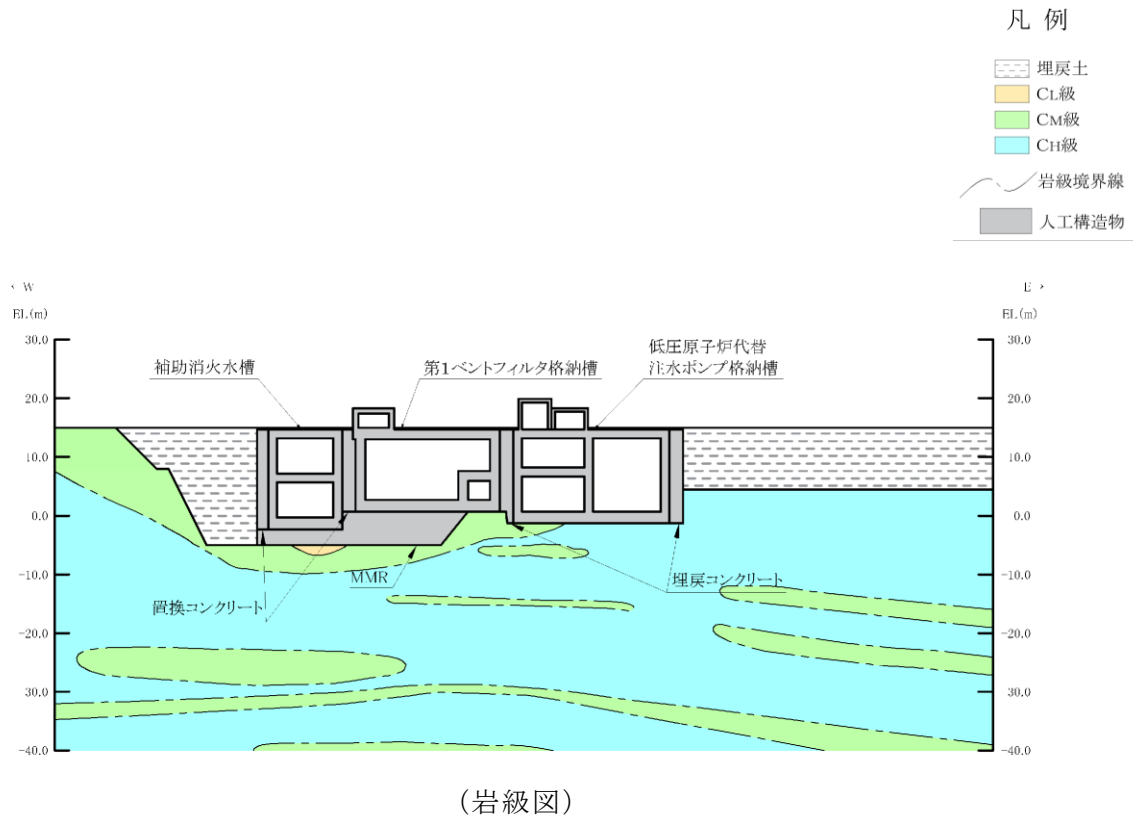 凡 例
埋戻土
CL級
CM級
CH級
岩級境界線
人工構造物
W
E
EL(m)
EL(m)
30.0
20.0
10.0
0.0
-10.0
-20.0
30.0
-40.0
補助消火水槽
第1ベントフィルタ格納槽
低圧原子炉代替
注水ポンプ格納槽
MMR
置換コンクリート
埋戻コンクリート
30.0
20.0
10.0
0.0
-10.0
-20.0
30.0
-40.0
(岩級図)